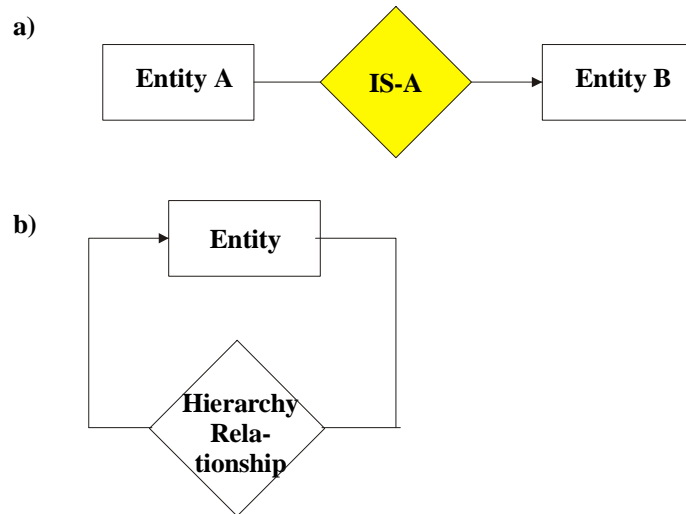 a)
Entity A
IS-A
Entity B
b)
Entity
Hierarchy
Rela-
tionship